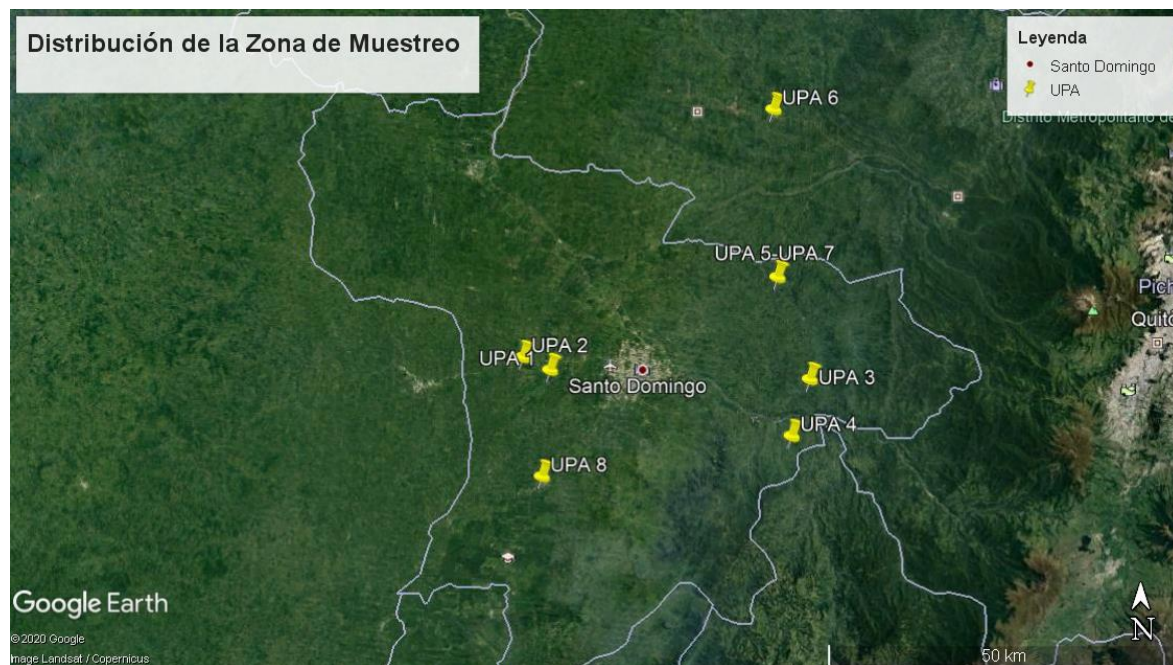 Distribución de la Zona de Muestreo
Leyenda
Santo Domingo
UPA
Distrito Metropolitano de
UPA 6
UPA 5-UPA 7
Pich
Quito
UPA 1
UPA 2
Santo Domingo
UPA 3
UPA 4
UPA 8
Google Earth
©2020 Google
Image Landsat / Copernicus
50 km
N